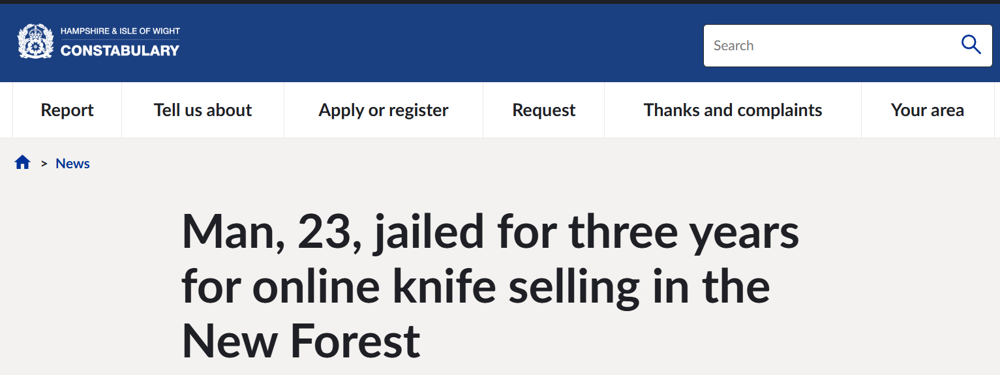 HAMPSHIRE & ISLE OF WIGHT
CONSTABULARY
Search
Report
Tell us about
Apply or register
Request
Thanks and complaints
Your area
> News
Man, 23, jailed for three years
for online knife selling in the
New Forest